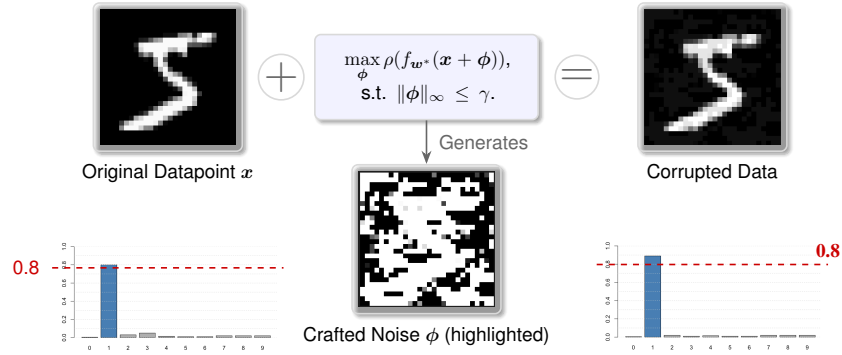 max_ϕ ρ(f_{w*}(x + ϕ)),
s.t. ‖ϕ‖∞ ≤ γ.
Generates
Original Datapoint x
Corrupted Data
Crafted Noise ϕ (highlighted)
0.8
0.0 0.2 0.4 0.6 0.8 1.0
0 1 2 3 4 5 6 7 8 9
0.8
0.0 0.2 0.4 0.6 0.8 1.0
0 1 2 3 4 5 6 7 8 9